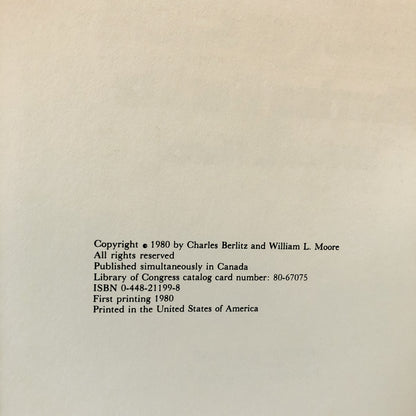 Copyright © 1980 by Charles Berlitz and William L. Moore
All rights reserved
Published simultaneously in Canada
Library of Congress catalog card number: 80-67075
ISBN 0-448-21199-8
First printing 1980
Printed in the United States of America